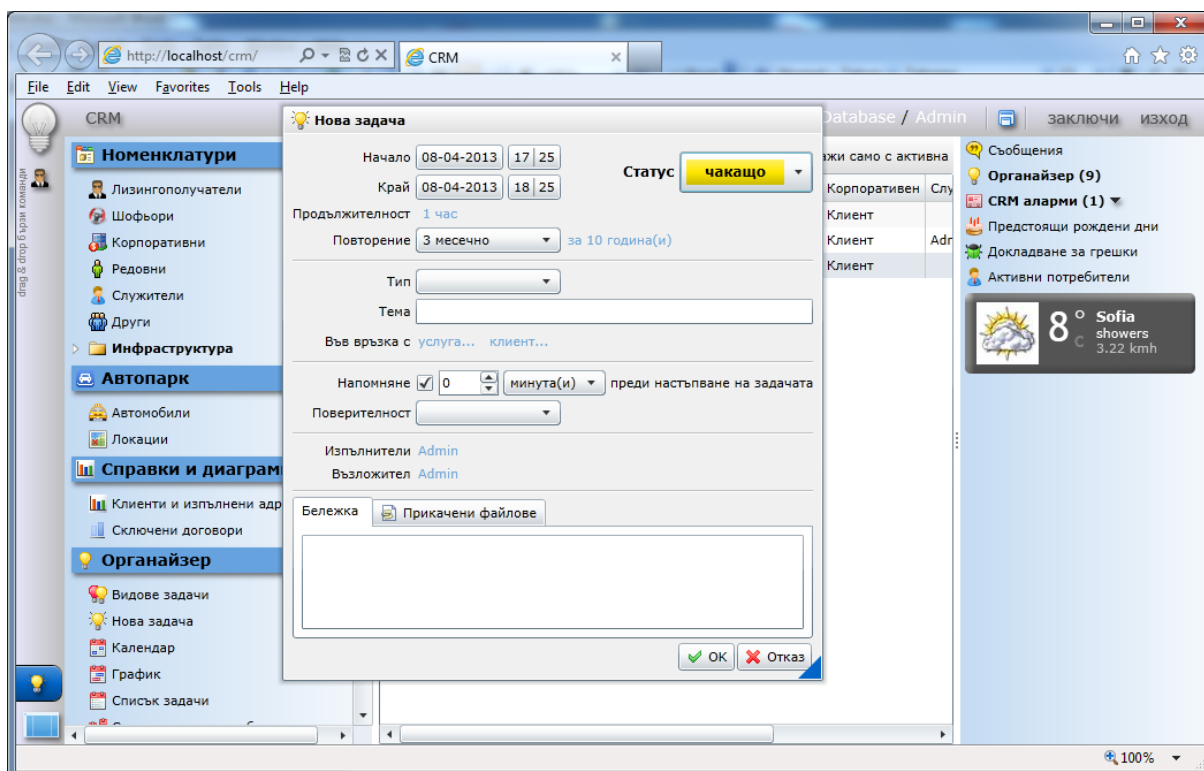 http://localhost/crm/
CRM
File Edit View Favorites Tools Help
CRM
Database / Admin
заключи изход
drag & drop бързи команди
Номенклатури
Лизингополучатели
Шофьори
Корпоративни
Редовни
Служители
Други
Инфраструктура
Автопарк
Автомобили
Локации
Справки и диаграм
Клиенти и изпълнени адр
Сключени договори
Органайзер
Видове задачи
Нова задача
Календар
График
Списък задачи
Нова задача
Начало 08-04-2013 17 25
Край 08-04-2013 18 25
Статус чакащо
Продължителност 1 час
Повторение 3 месечно за 10 година(и)
Тип
Тема
Във връзка с услуга... клиент...
Напомняне 0 минута(и) преди настъпване на задачата
Поверителност
Изпълнители Admin
Възложител Admin
Бележка Прикачени файлове
OK Отказ
жи само с активна
Корпоративен Слу
Клиент
Клиент Adr
Клиент
Съобщения
Органайзер (9)
CRM аларми (1)
Предстоящи рождени дни
Докладване за грешки
Активни потребители
8 ° C
Sofia
showers
3.22 kmh
100%